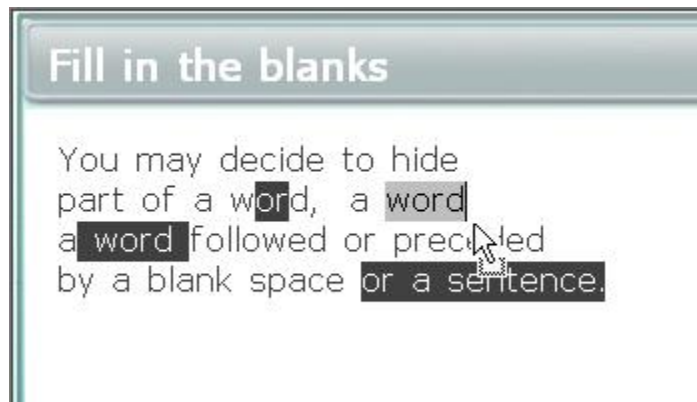 Fill in the blanks
You may decide to hide
part of a word, a word
a word followed or preceded
by a blank space or a sentence.